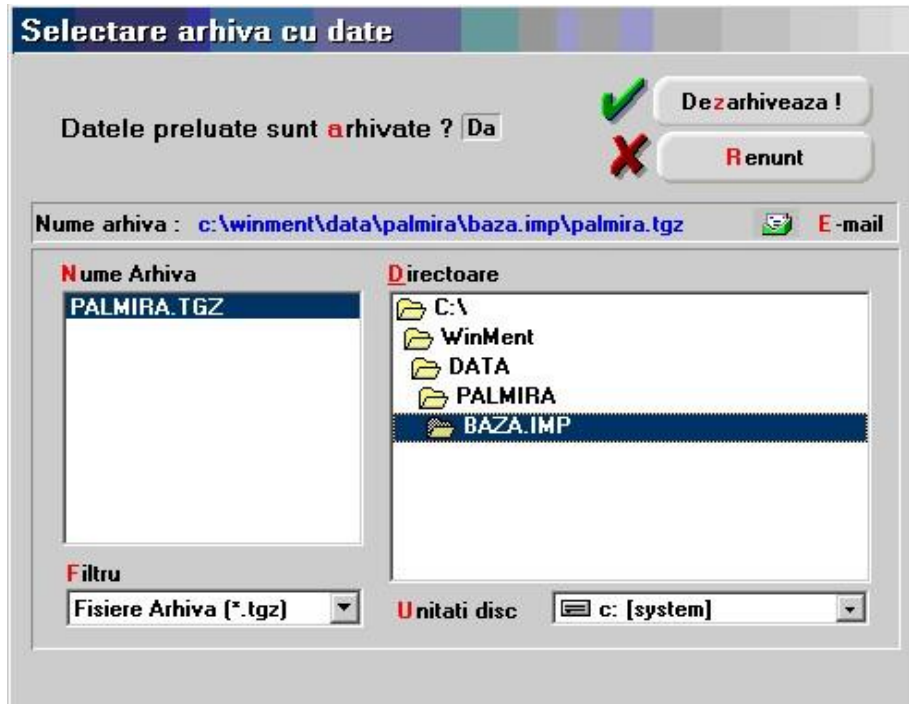 Selectare arhiva cu date
Dezarhiveaza !
Datele preluate sunt arhivate ? Da
Renunt
Nume arhiva : c:\winment\data\palmira\baza.imp\palmira.tgz E-mail
Nume Arhiva
PALMIRA.TGZ
Directoare
C:\
WinMent
DATA
PALMIRA
BAZA.IMP
Filtru
Fisiere Arhiva (*.tgz)
Unitati disc c: [system]